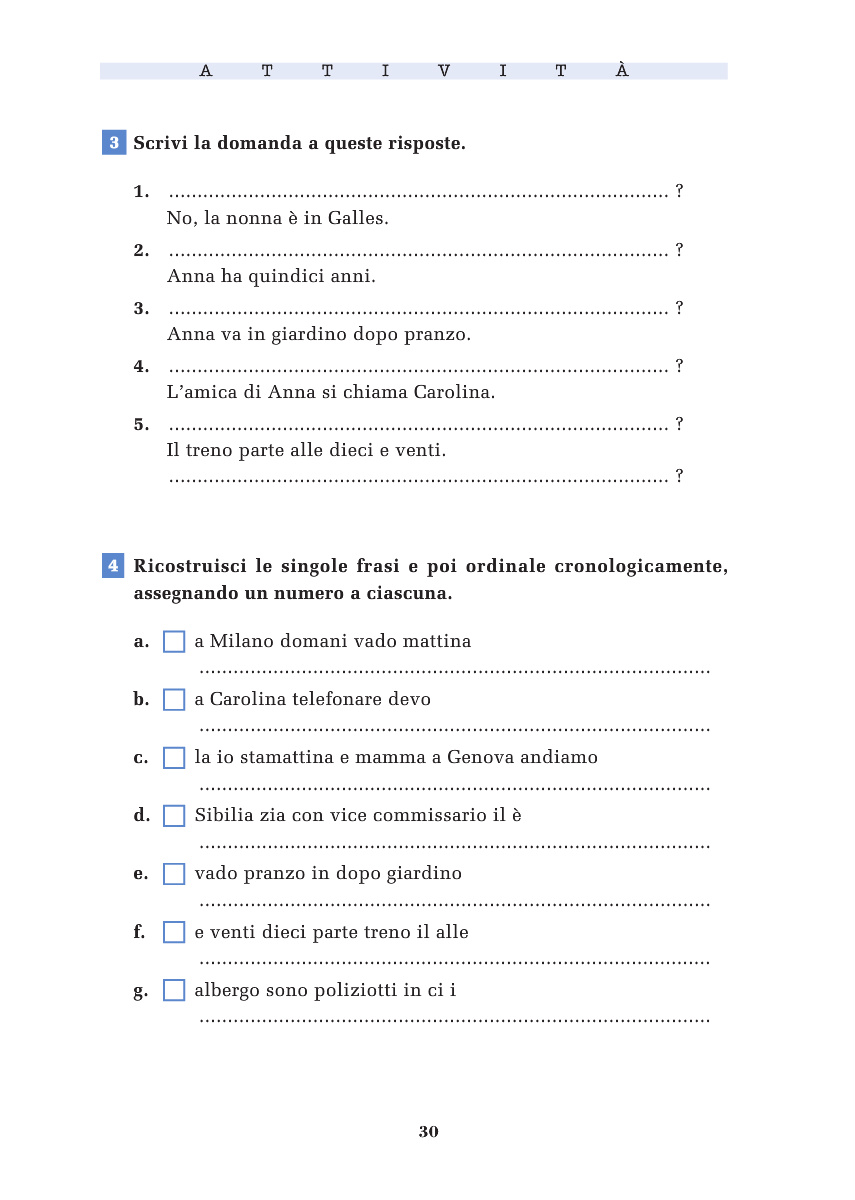 A T T I V I T À
3 Scrivi la domanda a queste risposte.
1. ........................................................................................ ?
No, la nonna è in Galles.
2. ........................................................................................ ?
Anna ha quindici anni.
3. ........................................................................................ ?
Anna va in giardino dopo pranzo.
4. ........................................................................................ ?
L’amica di Anna si chiama Carolina.
5. ........................................................................................ ?
Il treno parte alle dieci e venti.
........................................................................................ ?
4 Ricostruisci le singole frasi e poi ordinale cronologicamente,
assegnando un numero a ciascuna.
a. a Milano domani vado mattina
..........................................................................................
b. a Carolina telefonare devo
..........................................................................................
c. la io stamattina e mamma a Genova andiamo
..........................................................................................
d. Sibilia zia con vice commissario il è
..........................................................................................
e. vado pranzo in dopo giardino
..........................................................................................
f. e venti dieci parte treno il alle
..........................................................................................
g. albergo sono poliziotti in ci i
..........................................................................................
30